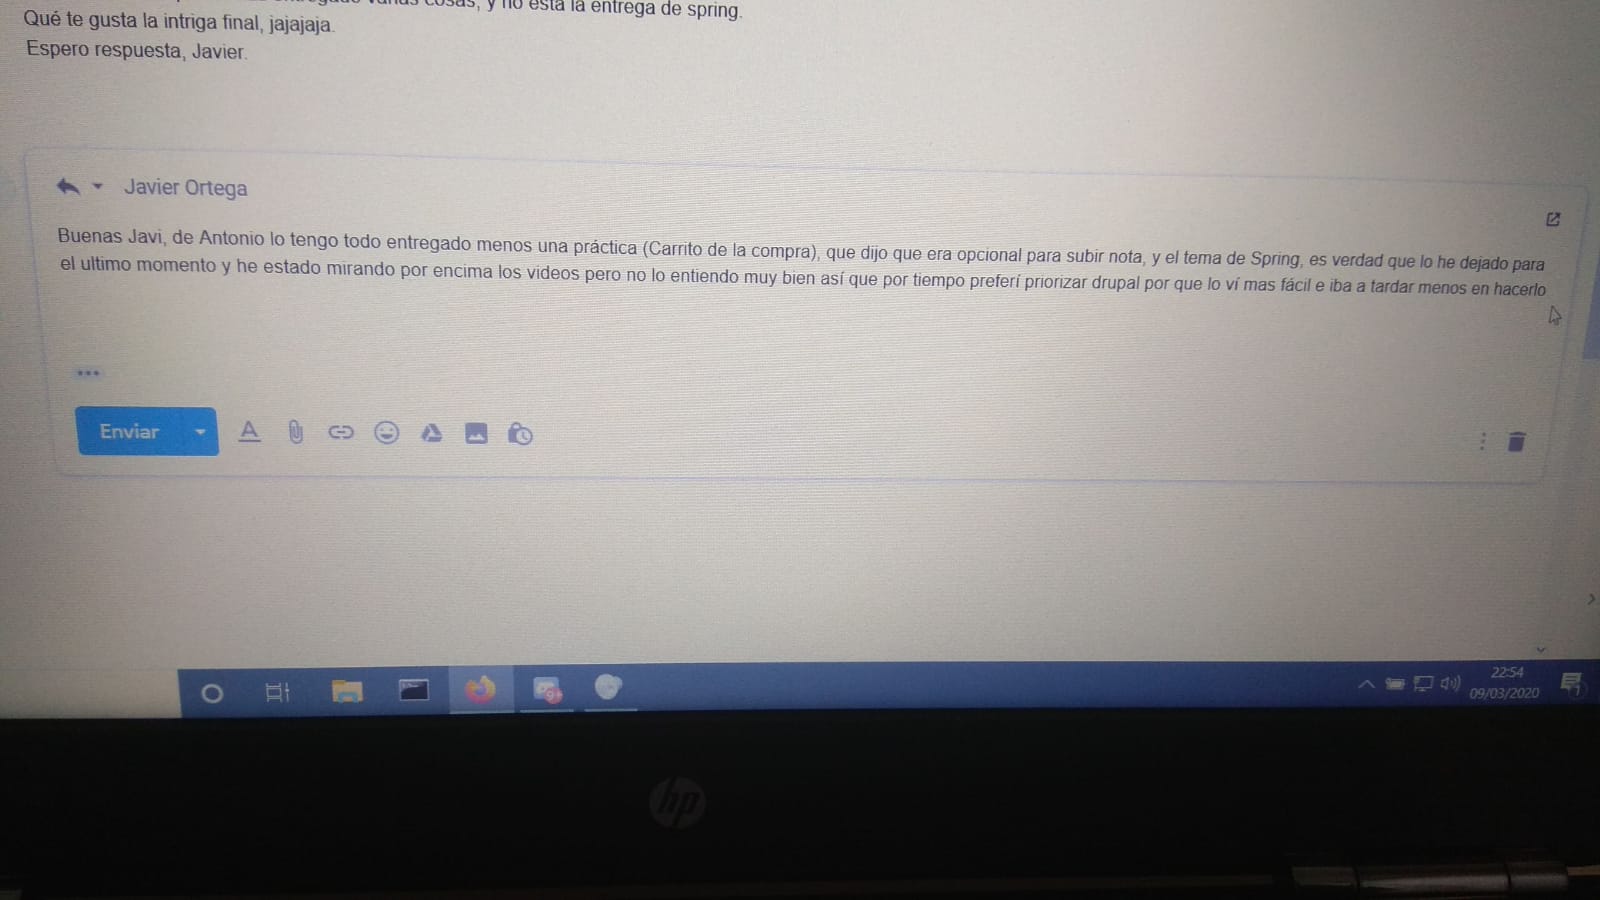 cosas, y no está la entrega de spring.
Qué te gusta la intriga final, jajajaja.
Espero respuesta, Javier.
Javier Ortega
Buenas Javi, de Antonio lo tengo todo entregado menos una práctica (Carrito de la compra), que dijo que era opcional para subir nota, y el tema de Spring, es verdad que lo he dejado para
el ultimo momento y he estado mirando por encima los videos pero no lo entiendo muy bien así que por tiempo preferí priorizar drupal por que lo ví mas fácil e iba a tardar menos en hacerlo
Enviar
9+
22:54
09/03/2020
1
hp